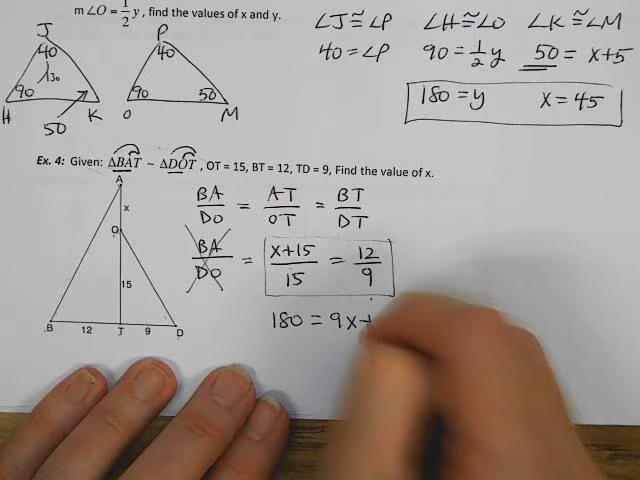 m∠O = 1/2 y, find the values of x and y.
∠J ≅ ∠P ∠H ≅ ∠O ∠K ≅ ∠M
40 = ∠P 90 = 1/2 y 50 = x+5
180 = y x = 45
J
40
130
90
H K
50
P
40
90 50
O M
Ex. 4: Given: ΔBAT ~ ΔDOT, OT = 15, BT = 12, TD = 9, Find the value of x.
A
x
O
15
B 12 T 9 D
BA/DO = AT/OT = BT/DT
BA/DO = x+15/15 = 12/9
180 = 9x+